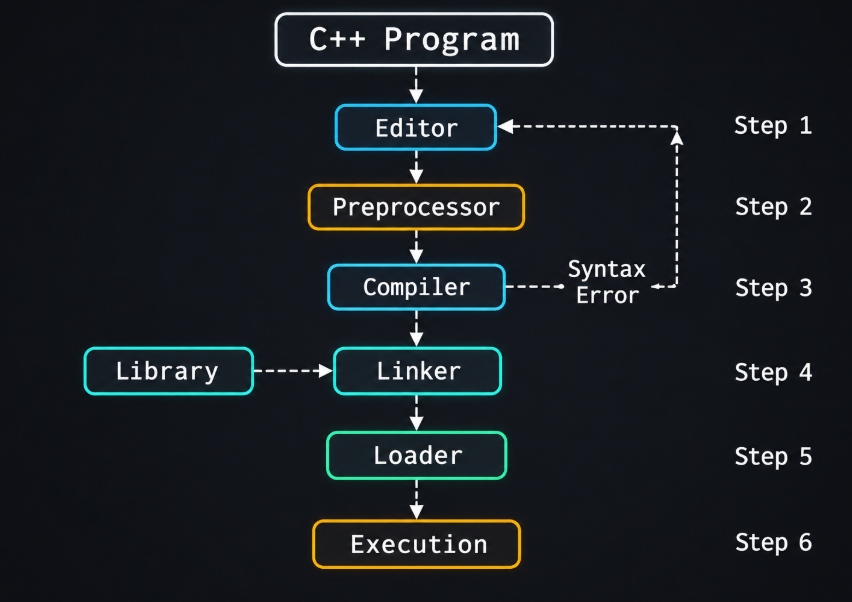 C++ Program
Editor
Step 1
Preprocessor
Step 2
Compiler
Syntax
Error
Step 3
Library
Linker
Step 4
Loader
Step 5
Execution
Step 6